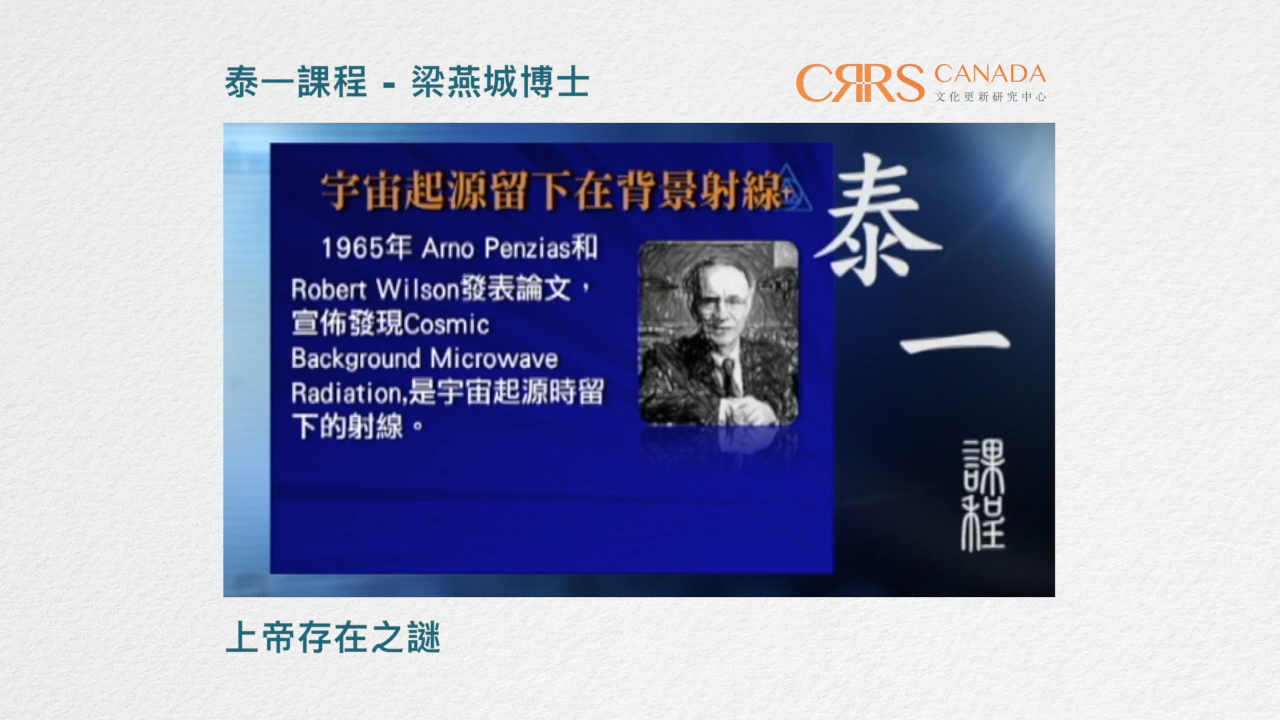 泰一課程 - 梁燕城博士
CRRS CANADA
文化更新研究中心
宇宙起源留下在背景射線
1965年 Arno Penzias和
Robert Wilson發表論文，
宣佈發現Cosmic
Background Microwave
Radiation,是宇宙起源時留
下的射線。
泰一
課程
上帝存在之謎